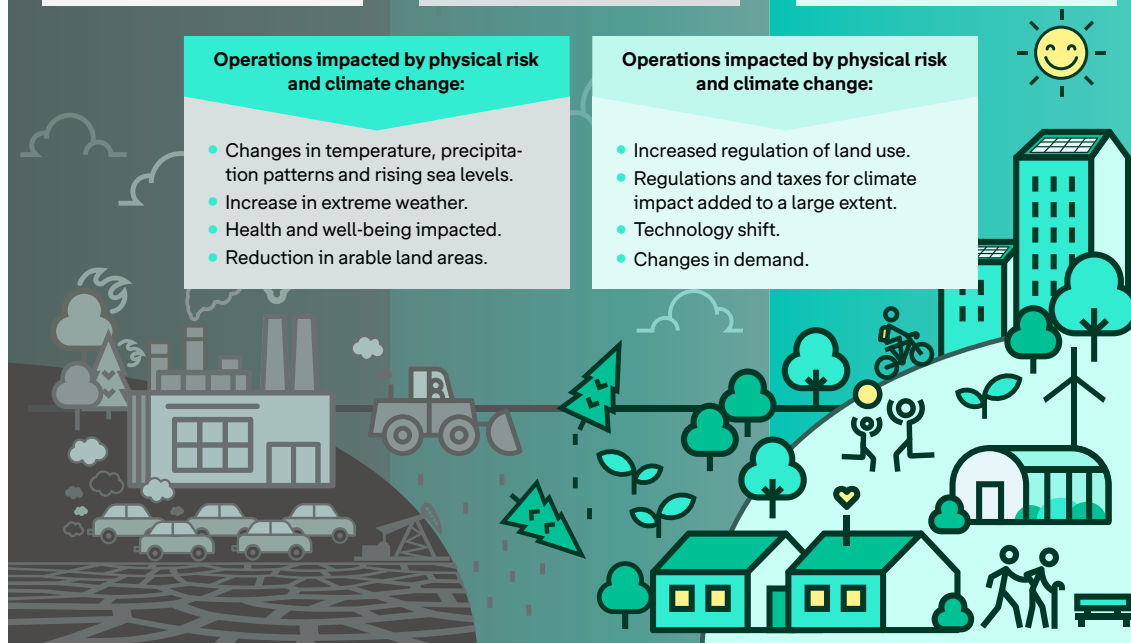 Operations impacted by physical risk
and climate change:
Changes in temperature, precipita-
tion patterns and rising sea levels.
Increase in extreme weather.
Health and well-being impacted.
Reduction in arable land areas.
Operations impacted by physical risk
and climate change:
Increased regulation of land use.
Regulations and taxes for climate
impact added to a large extent.
Technology shift.
Changes in demand.